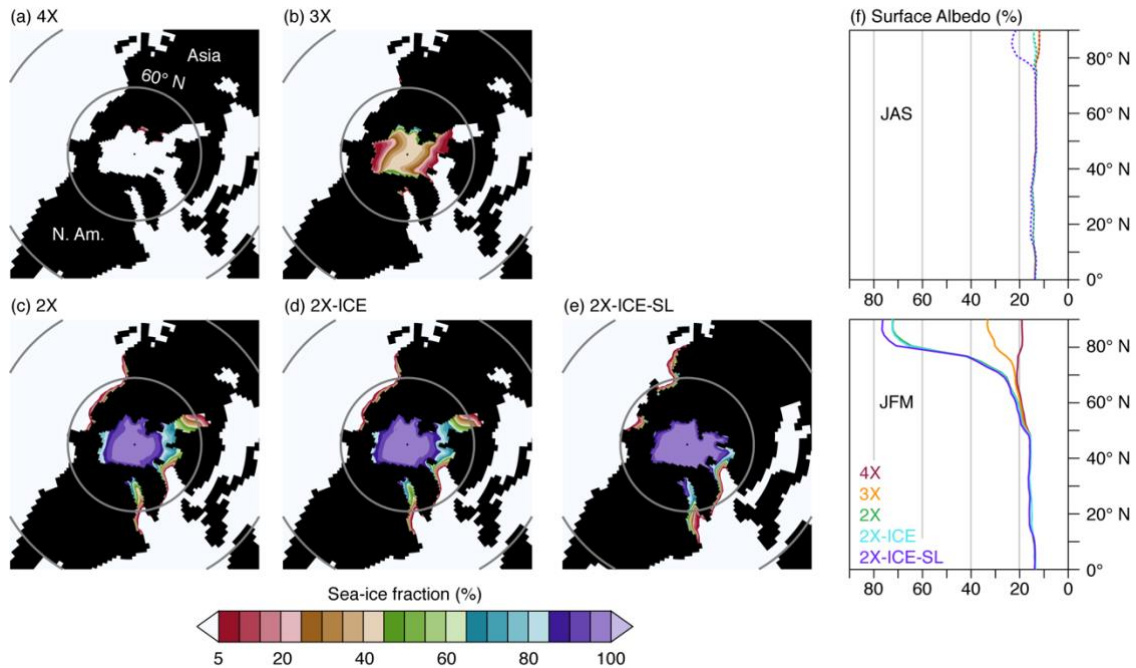 (a) 4X
Asia
60° N
N. Am.
(b) 3X
(c) 2X
(d) 2X-ICE
(e) 2X-ICE-SL
Sea-ice fraction (%)
5 20 40 60 80 100
(f) Surface Albedo (%)
80° N
60° N
40° N
20° N
0°
JAS
80 60 40 20 0
80° N
60° N
40° N
20° N
0°
JFM
4X
3X
2X
2X-ICE
2X-ICE-SL
80 60 40 20 0